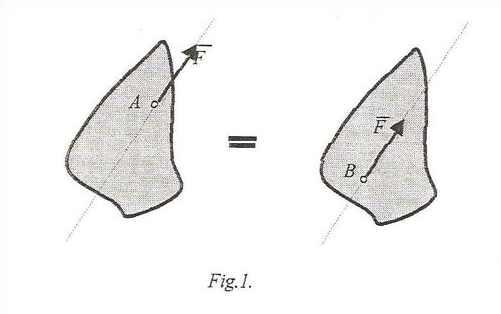 A F̅
=
B F̅
Fig.1.